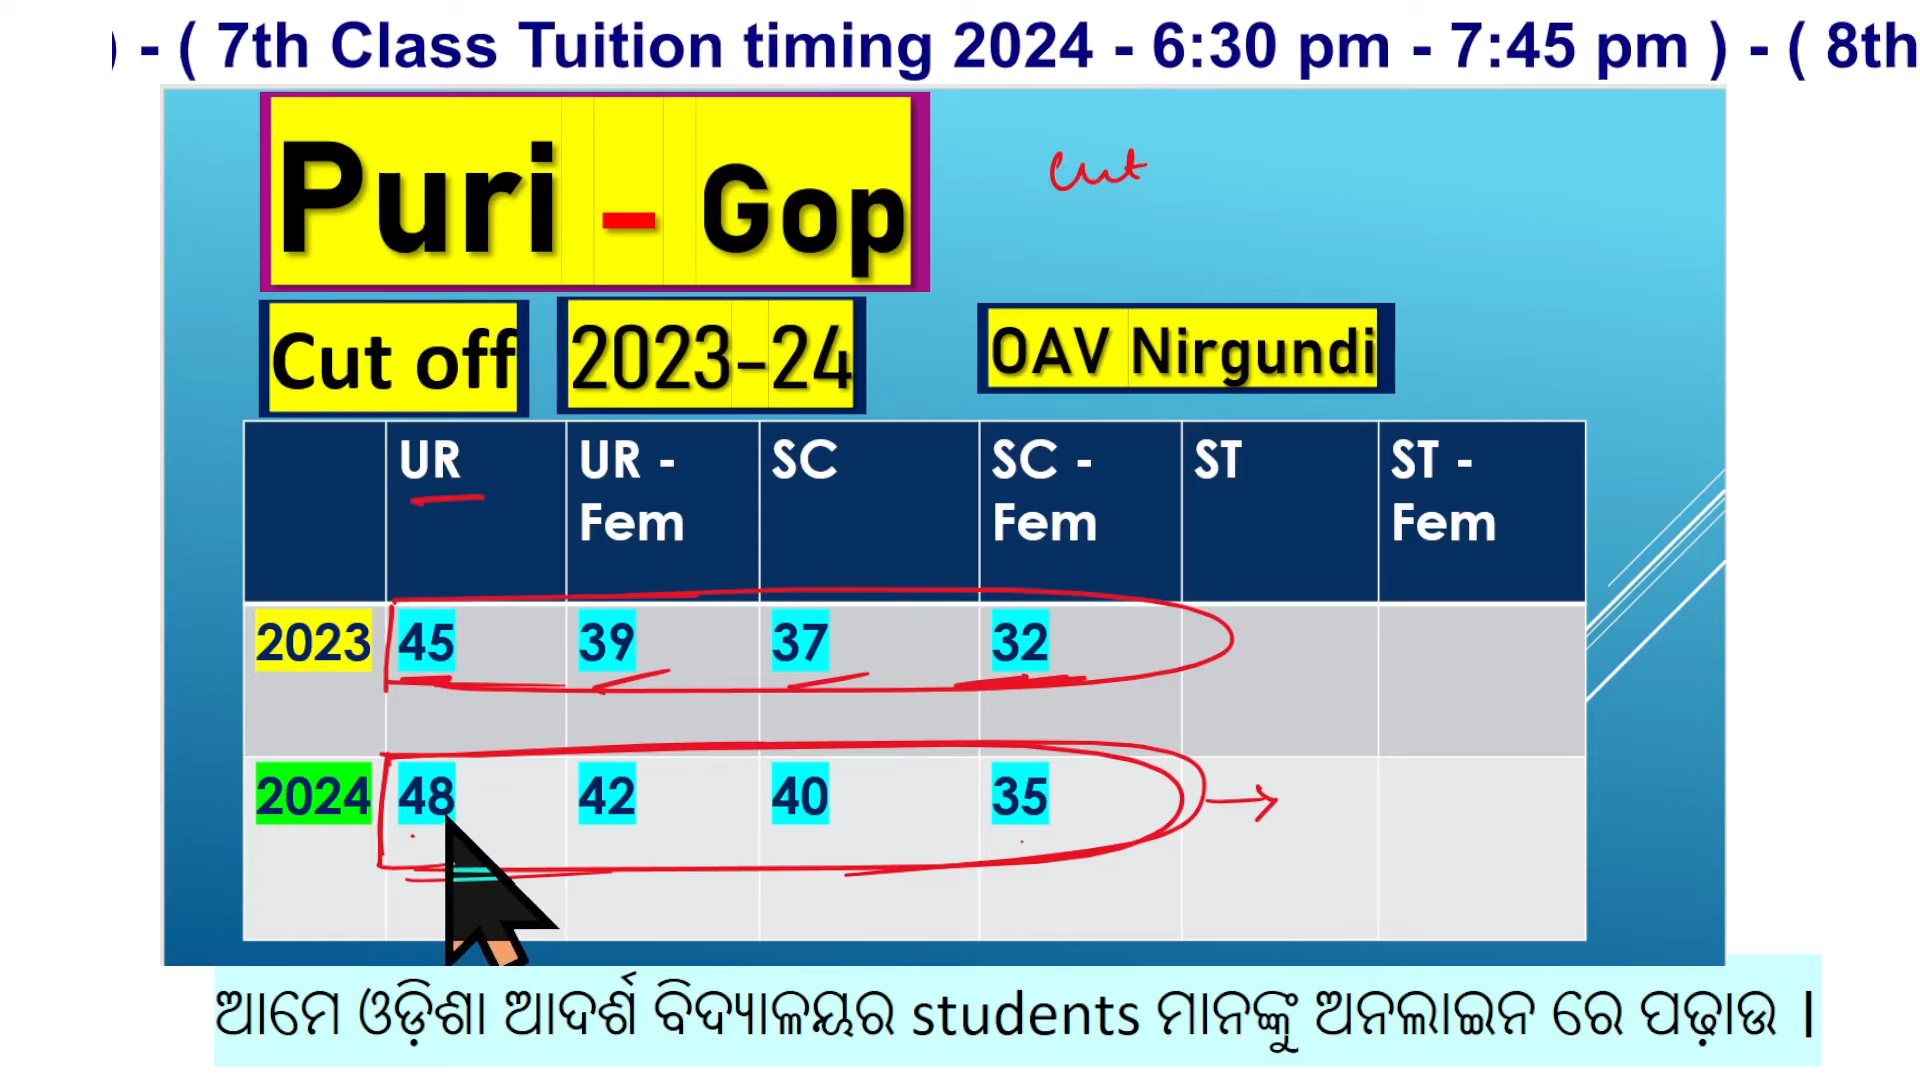 ) - ( 7th Class Tuition timing 2024 - 6:30 pm - 7:45 pm ) - ( 8th
Puri - Gop
cut
Cut off 2023-24 OAV Nirgundi
UR UR - Fem SC SC - Fem ST ST - Fem
2023 45 39 37 32
2024 48 42 40 35
ଆମେ ଓଡ଼ିଶା ଆଦର୍ଶ ବିଦ୍ୟାଳୟର students ମାନଙ୍କୁ ଅନଲାଇନ ରେ ପଢ଼ାଉ |